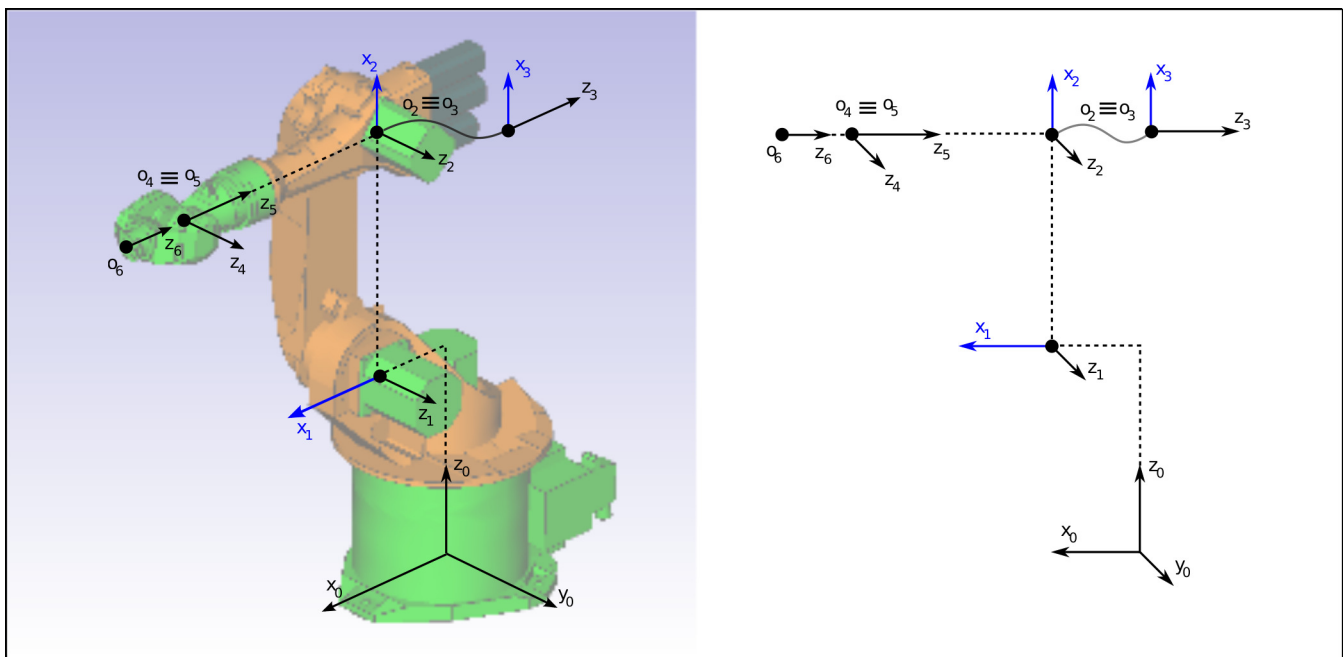 x₂
x₃
z₃
o₂ ≡ o₃
z₂
o₄ ≡ o₅
z₅
z₆
z₄
o₆
x₁
z₁
z₀
x₀
y₀
x₂
x₃
o₄ ≡ o₅
o₂ ≡ o₃
z₃
o₆
z₆
z₅
z₄
z₂
x₁
z₁
z₀
x₀
y₀